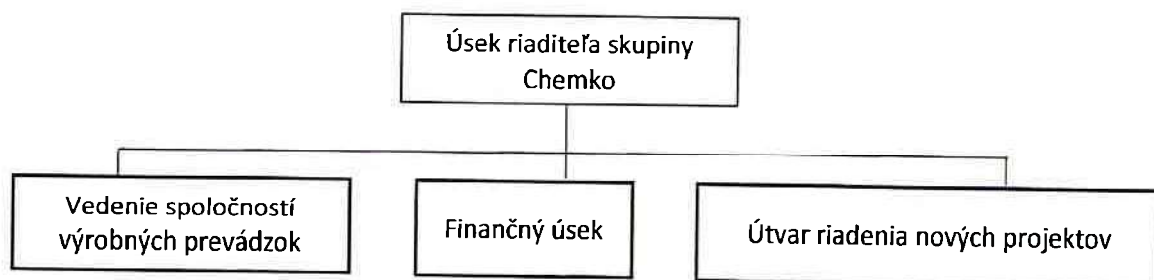 Úsek riaditeľa skupiny
Chemko
Vedenie spoločností
výrobných prevádzok
Finančný úsek
Útvar riadenia nových projektov